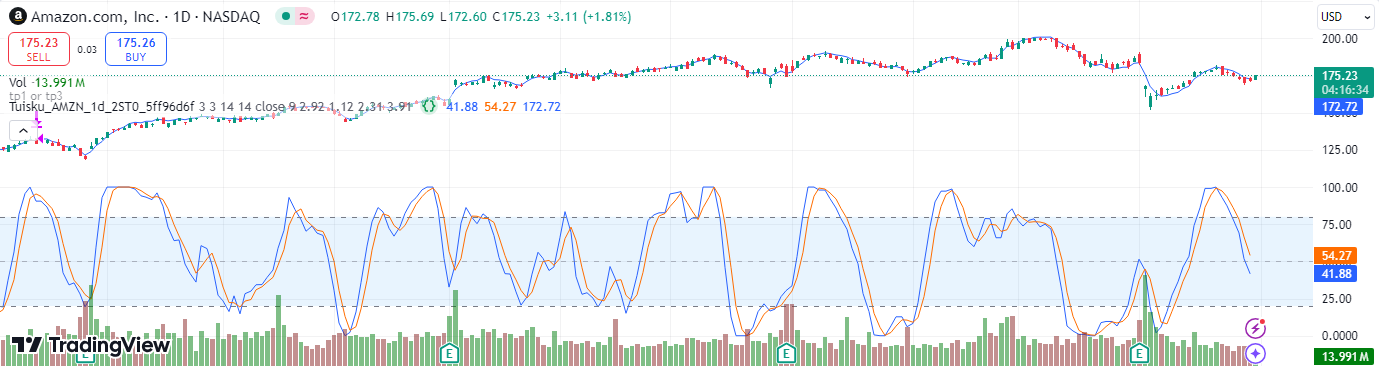 Amazon.com, Inc. · 1D · NASDAQ O172.78 H175.69 L172.60 C175.23 +3.11 (+1.81%)
USD
175.23 SELL
0.03
175.26 BUY
200.00
Vol 13.991 M
175.23
04:16:34
tp1 or tp3
Tuisku_AMZN_1d_2ST0_5ff96d6f 3 3 14 14 close 9 2.92 1.12 2.31 3.91 {} 41.88 54.27 172.72
172.72
125.00
100.00
75.00
54.27
41.88
25.00
0.0000
TradingView
E E E E
13.991 M